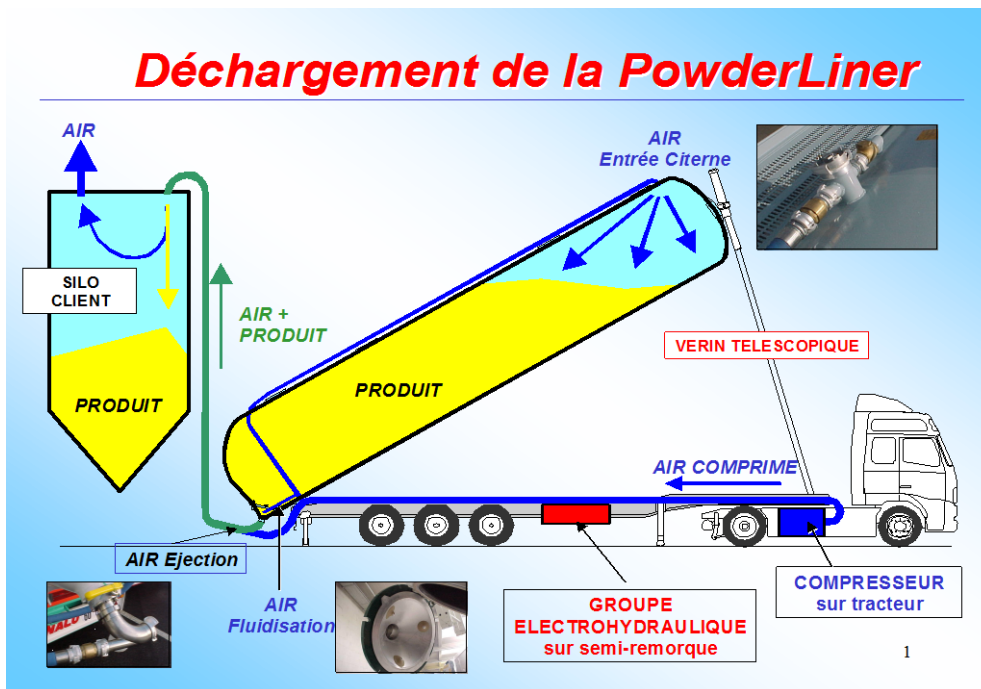 Déchargement de la PowderLiner
AIR
AIR
Entrée Citerne
SILO
CLIENT
AIR +
PRODUIT
VERIN TELESCOPIQUE
PRODUIT
PRODUIT
AIR COMPRIME
AIR Ejection
AIR
Fluidisation
GROUPE
ELECTROHYDRAULIQUE
sur semi-remorque
COMPRESSEUR
sur tracteur
1